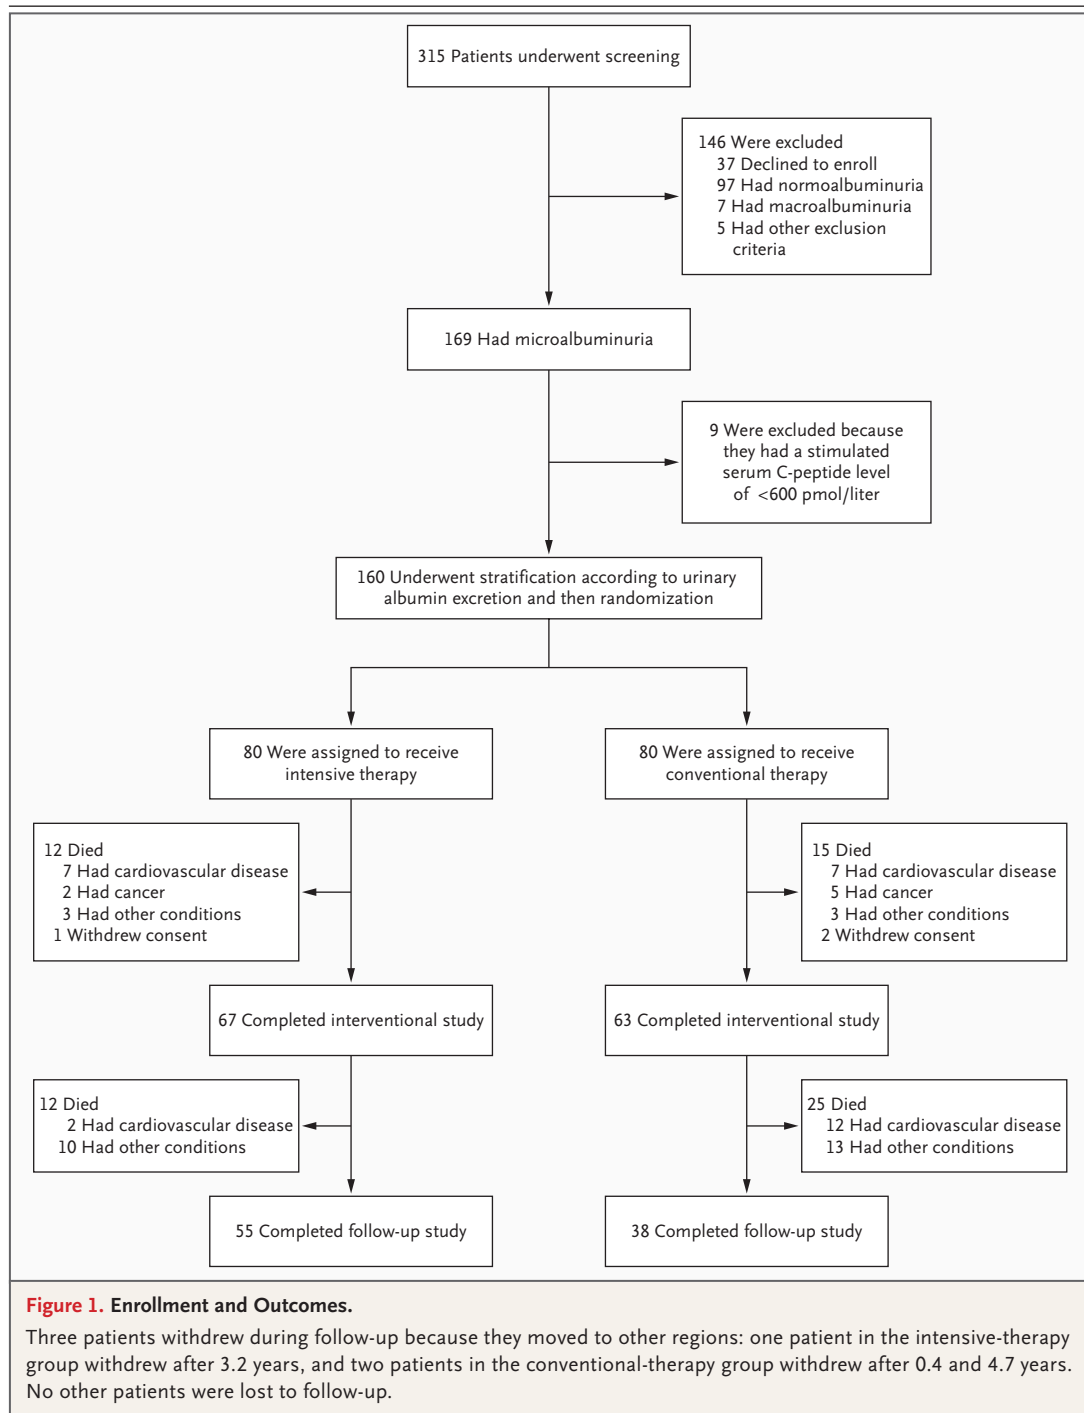 315 Patients underwent screening
146 Were excluded
37 Declined to enroll
97 Had normoalbuminuria
7 Had macroalbuminuria
5 Had other exclusion
criteria
169 Had microalbuminuria
9 Were excluded because
they had a stimulated
serum C-peptide level
of <600 pmol/liter
160 Underwent stratification according to urinary
albumin excretion and then randomization
80 Were assigned to receive
intensive therapy
80 Were assigned to receive
conventional therapy
12 Died
7 Had cardiovascular disease
2 Had cancer
3 Had other conditions
1 Withdrew consent
15 Died
7 Had cardiovascular disease
5 Had cancer
3 Had other conditions
2 Withdrew consent
67 Completed interventional study
63 Completed interventional study
12 Died
2 Had cardiovascular disease
10 Had other conditions
25 Died
12 Had cardiovascular disease
13 Had other conditions
55 Completed follow-up study
38 Completed follow-up study
Figure 1. Enrollment and Outcomes.
Three patients withdrew during follow-up because they moved to other regions: one patient in the intensive-therapy
group withdrew after 3.2 years, and two patients in the conventional-therapy group withdrew after 0.4 and 4.7 years.
No other patients were lost to follow-up.